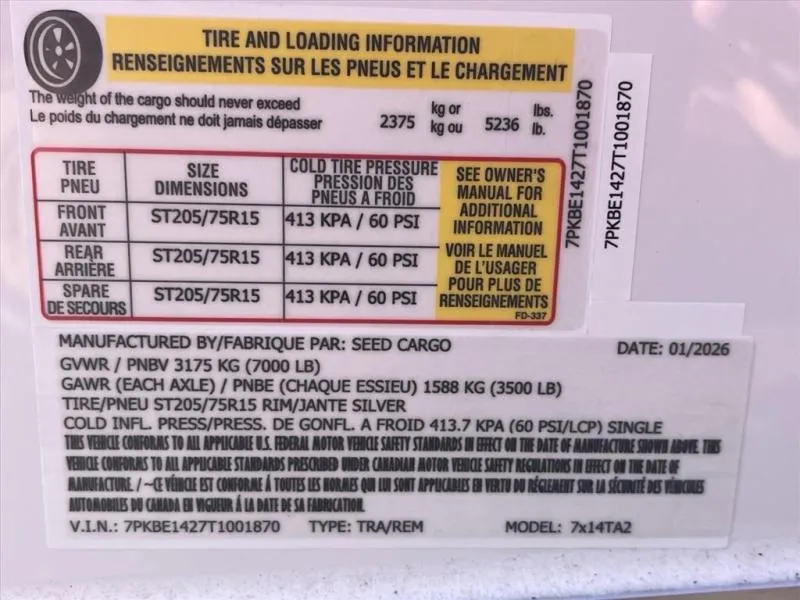 TIRE AND LOADING INFORMATION
RENSEIGNEMENTS SUR LES PNEUS ET LE CHARGEMENT
The weight of the cargo should never exceed
Le poids du chargement ne doit jamais dépasser
2375 kg or 5236 lbs.
kg ou lb.
TIRE
PNEU
SIZE
DIMENSIONS
COLD TIRE PRESSURE
PRESSION DES
PNEUS A FROID
FRONT
AVANT
ST205/75R15
413 KPA / 60 PSI
REAR
ARRIÈRE
ST205/75R15
413 KPA / 60 PSI
SPARE
DE SECOURS
ST205/75R15
413 KPA / 60 PSI
SEE OWNER'S
MANUAL FOR
ADDITIONAL
INFORMATION
VOIR LE MANUEL
DE L'USAGER
POUR PLUS DE
RENSEIGNEMENTS
FD-337
7PKBE1427T1001870
7PKBE1427T1001870
MANUFACTURED BY/FABRIQUE PAR: SEED CARGO DATE: 01/2026
GVWR / PNBV 3175 KG (7000 LB)
GAWR (EACH AXLE) / PNBE (CHAQUE ESSIEU) 1588 KG (3500 LB)
TIRE/PNEU ST205/75R15 RIM/JANTE SILVER
COLD INFL. PRESS/PRESS. DE GONFL. A FROID 413.7 KPA (60 PSI/LCP) SINGLE
THIS VEHICLE CONFORMS TO ALL APPLICABLE U.S. FEDERAL MOTOR VEHICLE SAFETY STANDARDS IN EFFECT ON THE DATE OF MANUFACTURE SHOWN ABOVE. THIS
VEHICLE CONFORMS TO ALL APPLICABLE STANDARDS PRESCRIBED UNDER CANADIAN MOTOR VEHICLE SAFETY REGULATIONS IN EFFECT ON THE DATE OF
MANUFACTURE. / ~CE VÉHICLE EST CONFORME À TOUTES LES NORMES QUI LUI SONT APPLICABLES EN VERTU DU RÉGLEMENT SUR LA SÉCURITÉ DES VÉHICLES
AUTOMOBILES DU CANADA EN VIGUEUR À LA DATE DE SA FABRICATION.
V.I.N.: 7PKBE1427T1001870 TYPE: TRA/REM MODEL: 7x14TA2